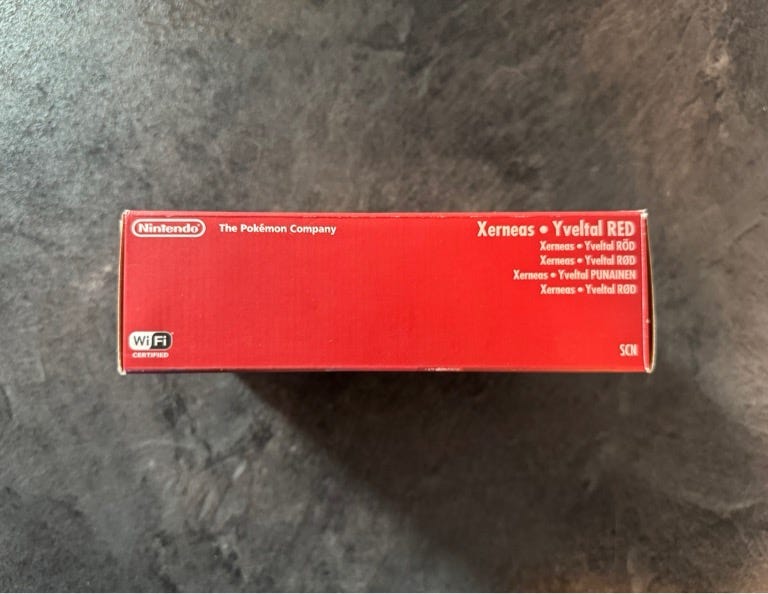 Nintendo
The Pokémon Company
Xerneas • Yveltal RED
Xerneas • Yveltal RÖD
Xerneas • Yveltal RØD
Xerneas • Yveltal PUNAINEN
Xerneas • Yveltal RØD
Wi Fi
CERTIFIED
SCN